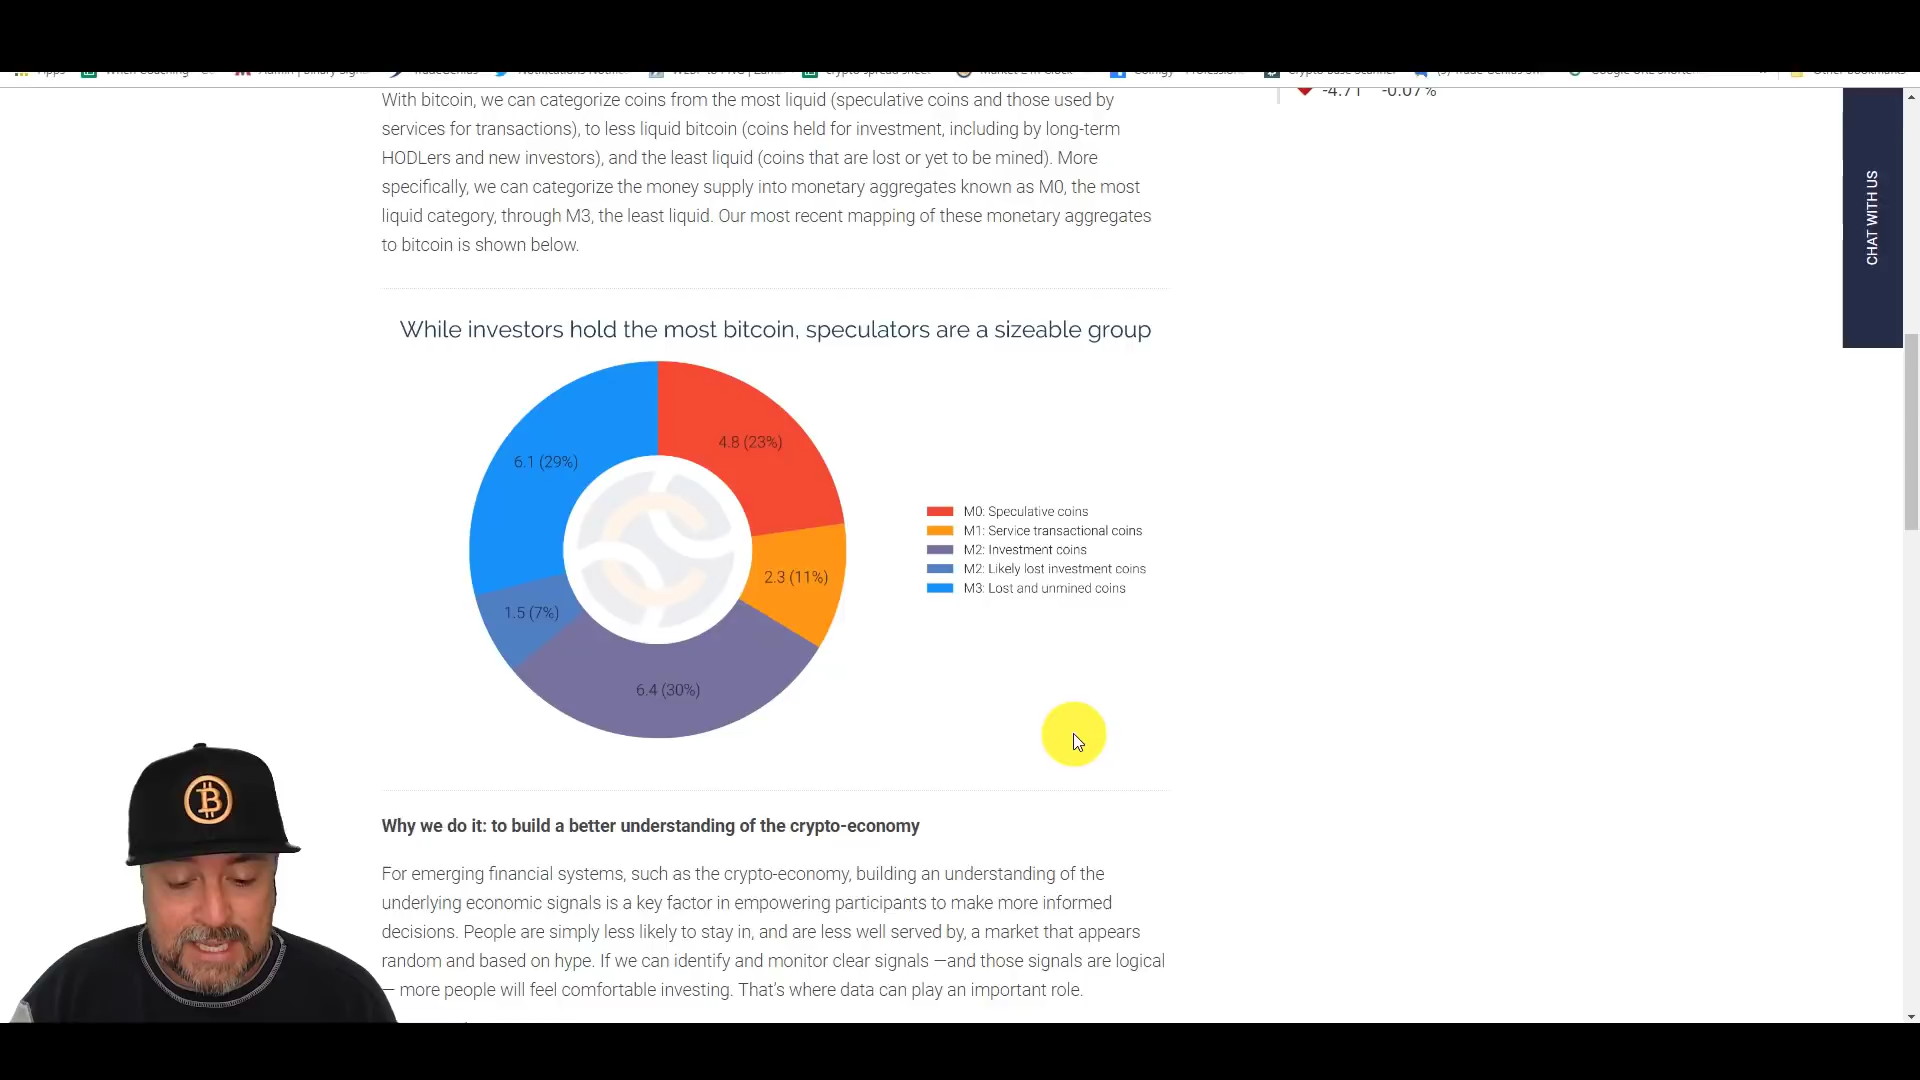 -4.71 -0.07%
With bitcoin, we can categorize coins from the most liquid (speculative coins and those used by
services for transactions), to less liquid bitcoin (coins held for investment, including by long-term
HODLers and new investors), and the least liquid (coins that are lost or yet to be mined). More
specifically, we can categorize the money supply into monetary aggregates known as M0, the most
liquid category, through M3, the least liquid. Our most recent mapping of these monetary aggregates
to bitcoin is shown below.
CHAT WITH US
While investors hold the most bitcoin, speculators are a sizeable group
4.8 (23%)
6.1 (29%)
2.3 (11%)
1.5 (7%)
6.4 (30%)
M0: Speculative coins
M1: Service transactional coins
M2: Investment coins
M2: Likely lost investment coins
M3: Lost and unmined coins
Why we do it: to build a better understanding of the crypto-economy
For emerging financial systems, such as the crypto-economy, building an understanding of the
underlying economic signals is a key factor in empowering participants to make more informed
decisions. People are simply less likely to stay in, and are less well served by, a market that appears
random and based on hype. If we can identify and monitor clear signals —and those signals are logical
— more people will feel comfortable investing. That's where data can play an important role.